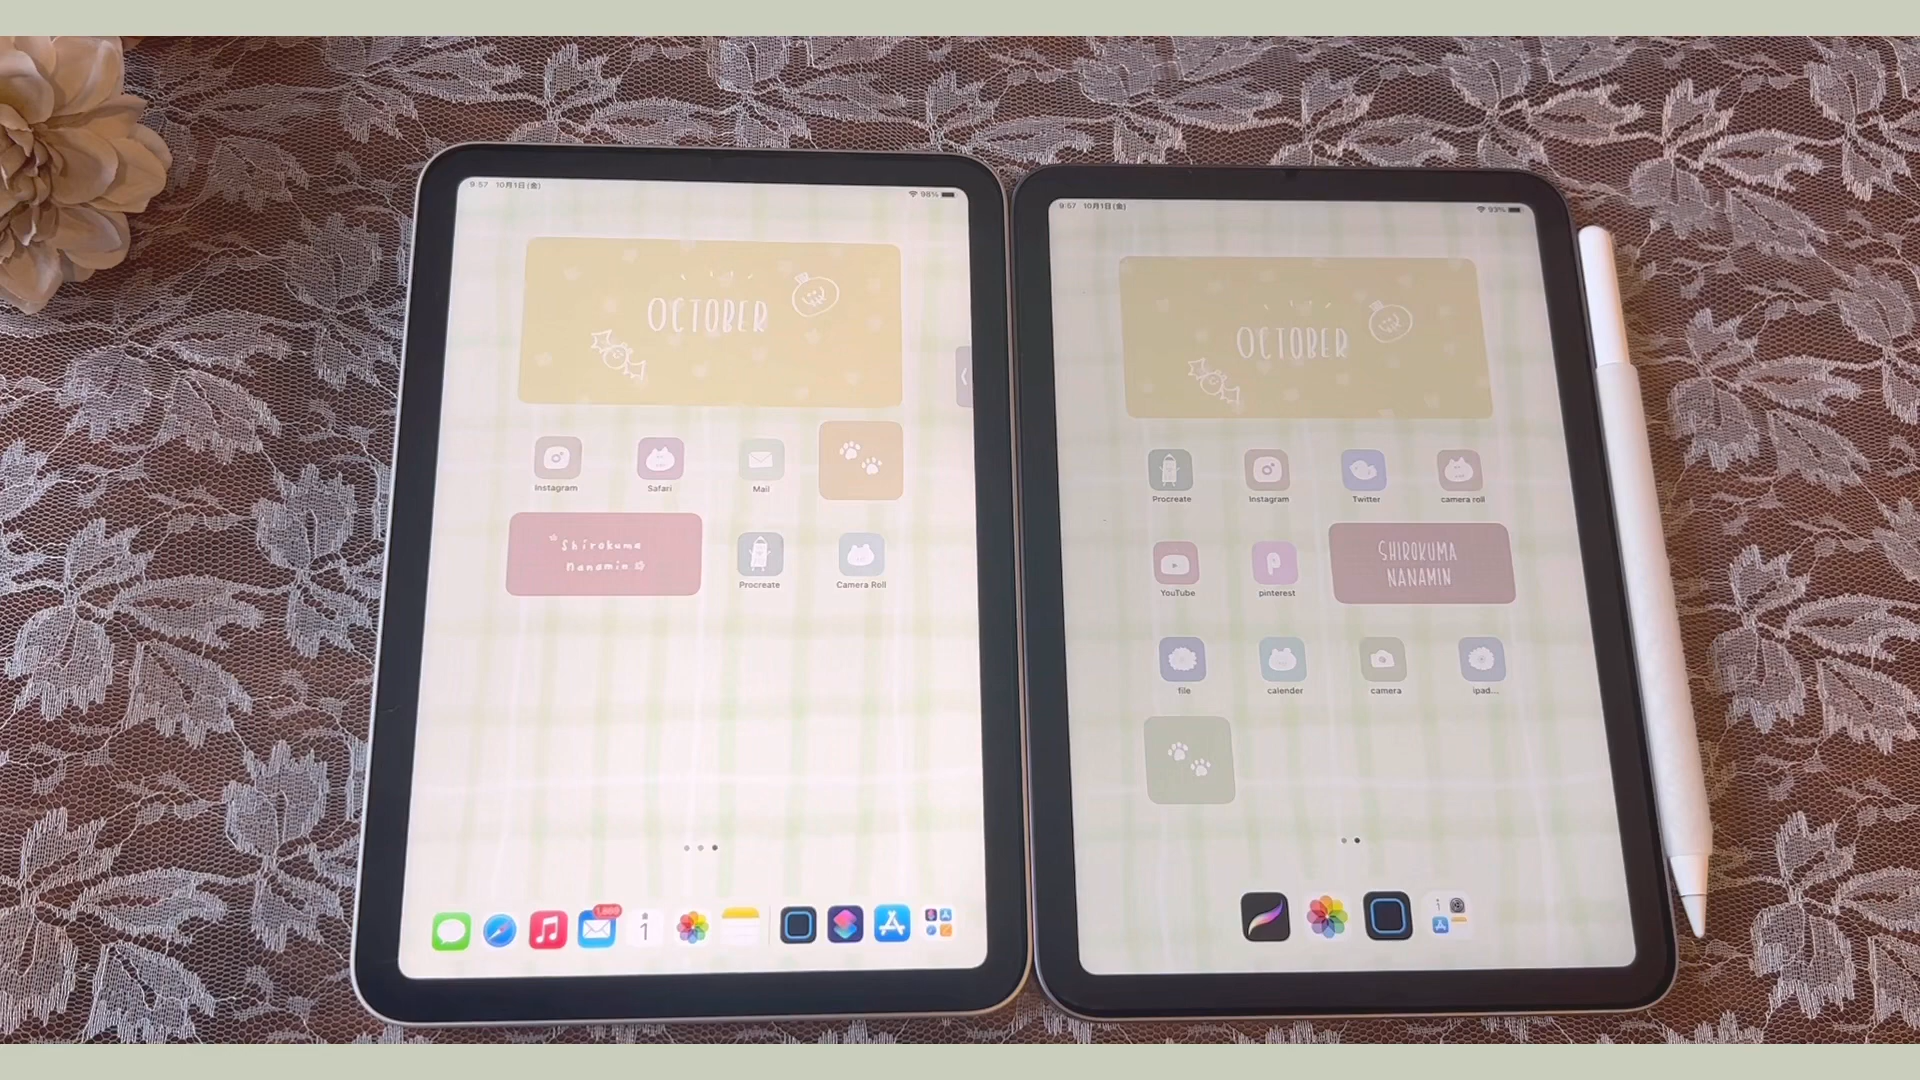 9:57 10月1日(金)
98%
OCTOBER
Instagram
Safari
Mail
Shirokuma
Nanamin
Procreate
Camera Roll
1
9:57 10月1日(金)
93%
OCTOBER
Procreate
Instagram
Twitter
camera roll
YouTube
pinterest
SHIROKUMA
NANAMIN
file
calender
camera
ipad...